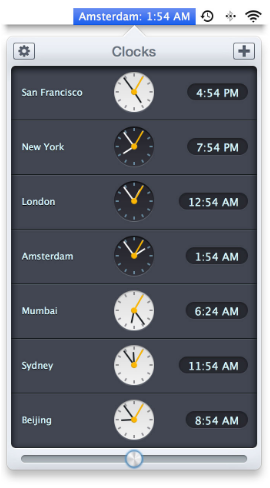 Amsterdam: 1:54 AM
Clocks
San Francisco 4:54 PM
New York 7:54 PM
London 12:54 AM
Amsterdam 1:54 AM
Mumbai 6:24 AM
Sydney 11:54 AM
Beijing 8:54 AM